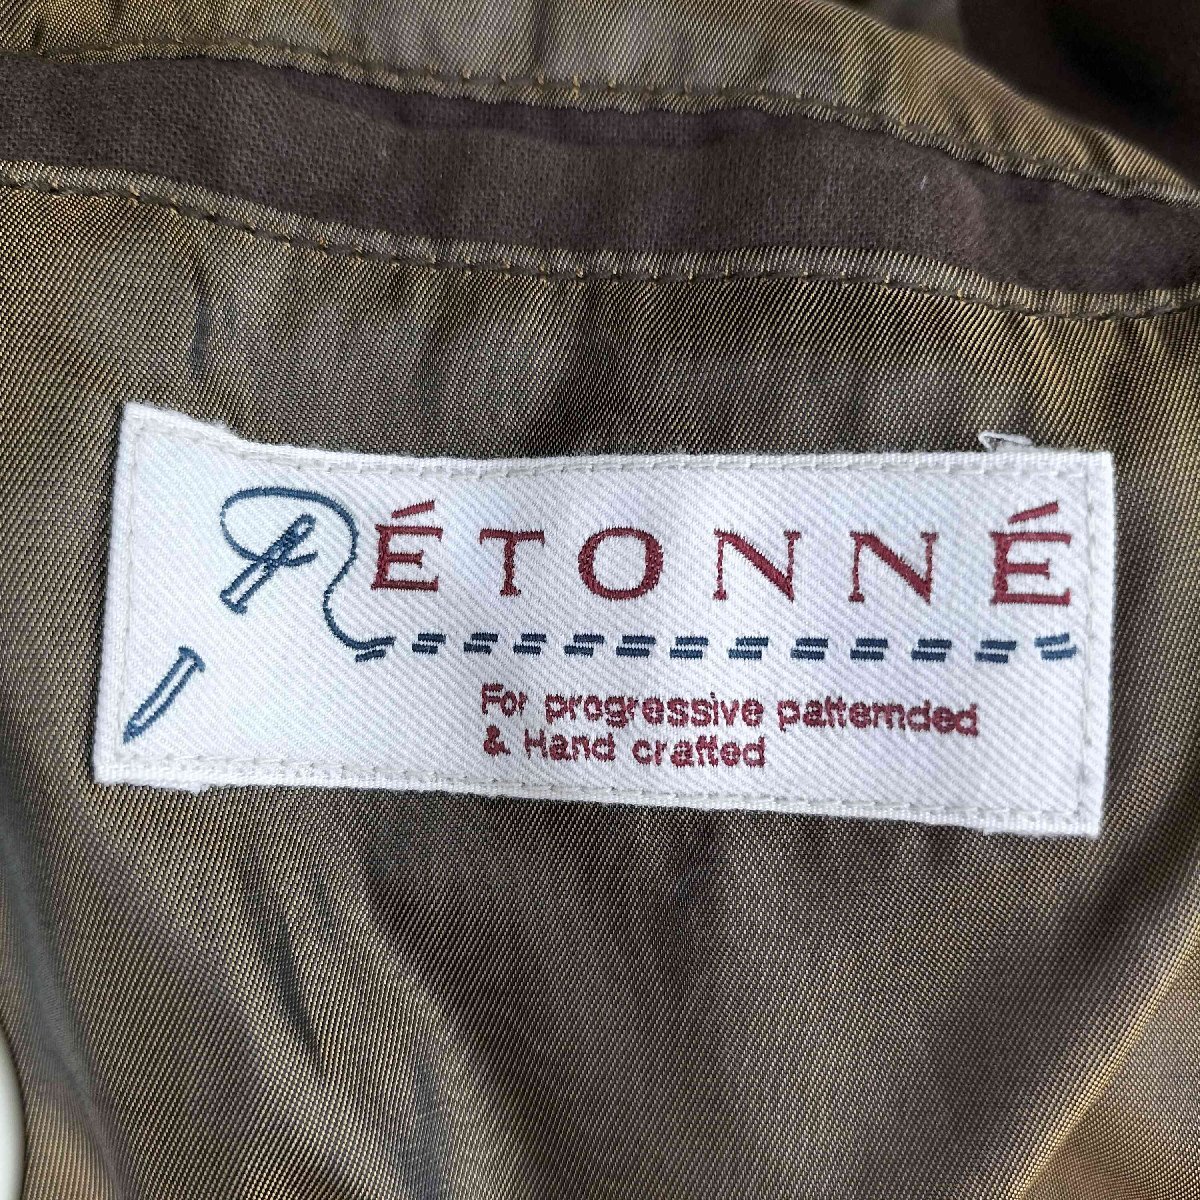 RÉTONNÉ
For progressive patternded
& Hand crafted